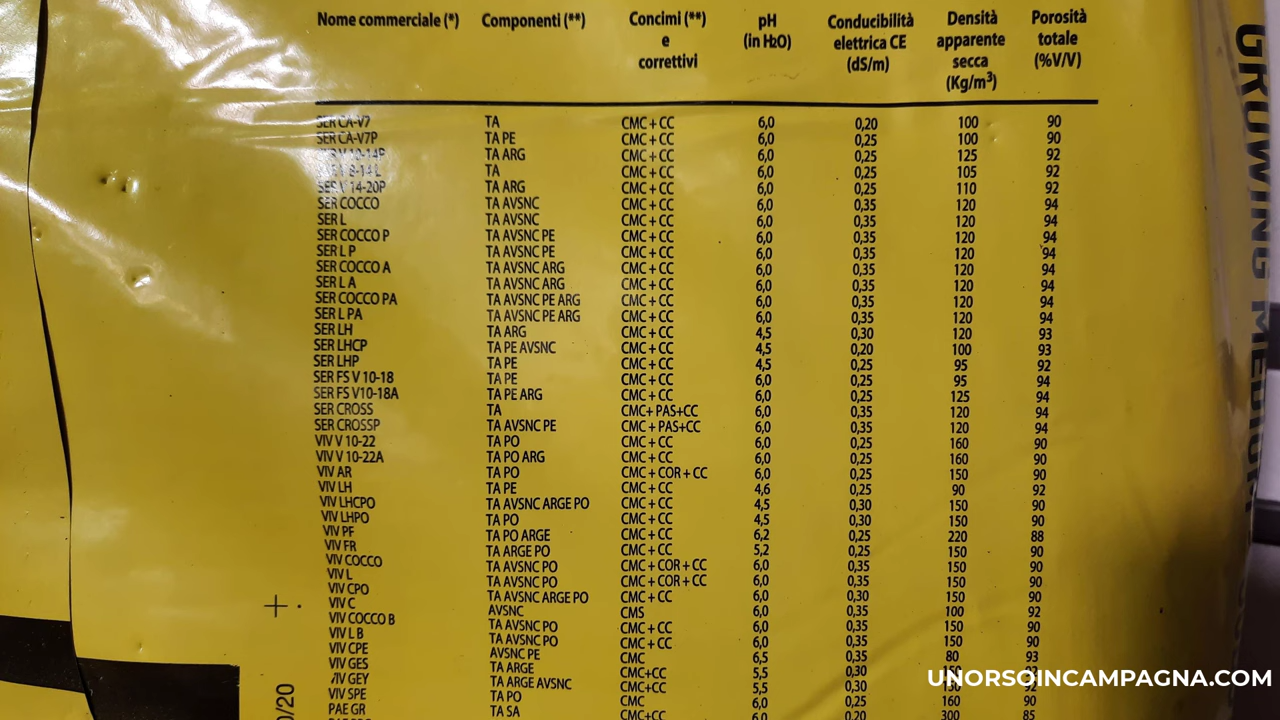 Nome commerciale (*) Componenti (**) Concimi (**) e correttivi pH (in H2O) Conducibilità elettrica CE (dS/m) Densità apparente secca (Kg/m3) Porosità totale (%V/V)
SER CA-V7 TA CMC + CC 6,0 0,20 100 90
SER CA-V7P TA PE CMC + CC 6,0 0,25 100 90
V 10-14P TA ARG CMC + CC 6,0 0,25 125 92
8-14 L TA CMC + CC 6,0 0,25 105 92
SER V 14-20P TA ARG CMC + CC 6,0 0,25 110 92
SER COCCO TA AVSNC CMC + CC 6,0 0,35 120 94
SER L TA AVSNC CMC + CC 6,0 0,35 120 94
SER COCCO P TA AVSNC PE CMC + CC 6,0 0,35 120 94
SER L P TA AVSNC PE CMC + CC 6,0 0,35 120 94
SER COCCO A TA AVSNC ARG CMC + CC 6,0 0,35 120 94
SER L A TA AVSNC ARG CMC + CC 6,0 0,35 120 94
SER COCCO PA TA AVSNC PE ARG CMC + CC 6,0 0,35 120 94
SER L PA TA AVSNC PE ARG CMC + CC 6,0 0,35 120 94
SER LH TA ARG CMC + CC 4,5 0,30 120 93
SER LHCP TA PE AVSNC CMC + CC 4,5 0,20 100 93
SER LHP TA PE CMC + CC 4,5 0,25 95 92
SER FS V 10-18 TA PE CMC + CC 6,0 0,25 95 94
SER FS V10-18A TA PE ARG CMC + CC 6,0 0,25 125 94
SER CROSS TA CMC+ PAS+CC 6,0 0,35 120 94
SER CROSSP TA AVSNC PE CMC+ PAS+CC 6,0 0,35 120 94
VIV V 10-22 TA PO CMC + CC 6,0 0,25 160 90
VIV V 10-22A TA PO ARG CMC + CC 6,0 0,25 160 90
VIV AR TA PO CMC + COR + CC 6,0 0,25 150 90
VIV LH TA PE CMC + CC 4,6 0,25 90 92
VIV LHCPO TA AVSNC ARGE PO CMC + CC 4,5 0,30 150 90
VIV LHPO TA PO CMC + CC 4,5 0,30 150 90
VIV PF TA PO ARGE CMC + CC 6,2 0,25 220 88
VIV FR TA ARGE PO CMC + CC 5,2 0,25 150 90
VIV COCCO TA AVSNC PO CMC + COR + CC 6,0 0,35 150 90
VIV L TA AVSNC PO CMC + COR + CC 6,0 0,35 150 90
VIV CPO TA AVSNC ARGE PO CMC + CC 6,0 0,30 150 90
VIV C AVSNC CMS 6,0 0,35 100 92
VIV COCCO B TA AVSNC PO CMC + CC 6,0 0,35 150 90
VIV L B TA AVSNC PO CMC + CC 6,0 0,35 150 90
VIV CPE AVSNC PE CMC 6,5 0,35 80 93
VIV GES TA ARGE CMC+CC 5,5 0,30
VIV GEY TA ARGE AVSNC CMC+CC 5,5 0,30 150 92
VIV SPE TA PO CMC 6,0 0,25 160 90
PAE GR TA SA CMC+CC 6,0 0,20 300 85
GROWING MEDIUM
0/20
UNORSOINCAMPAGNA.COM